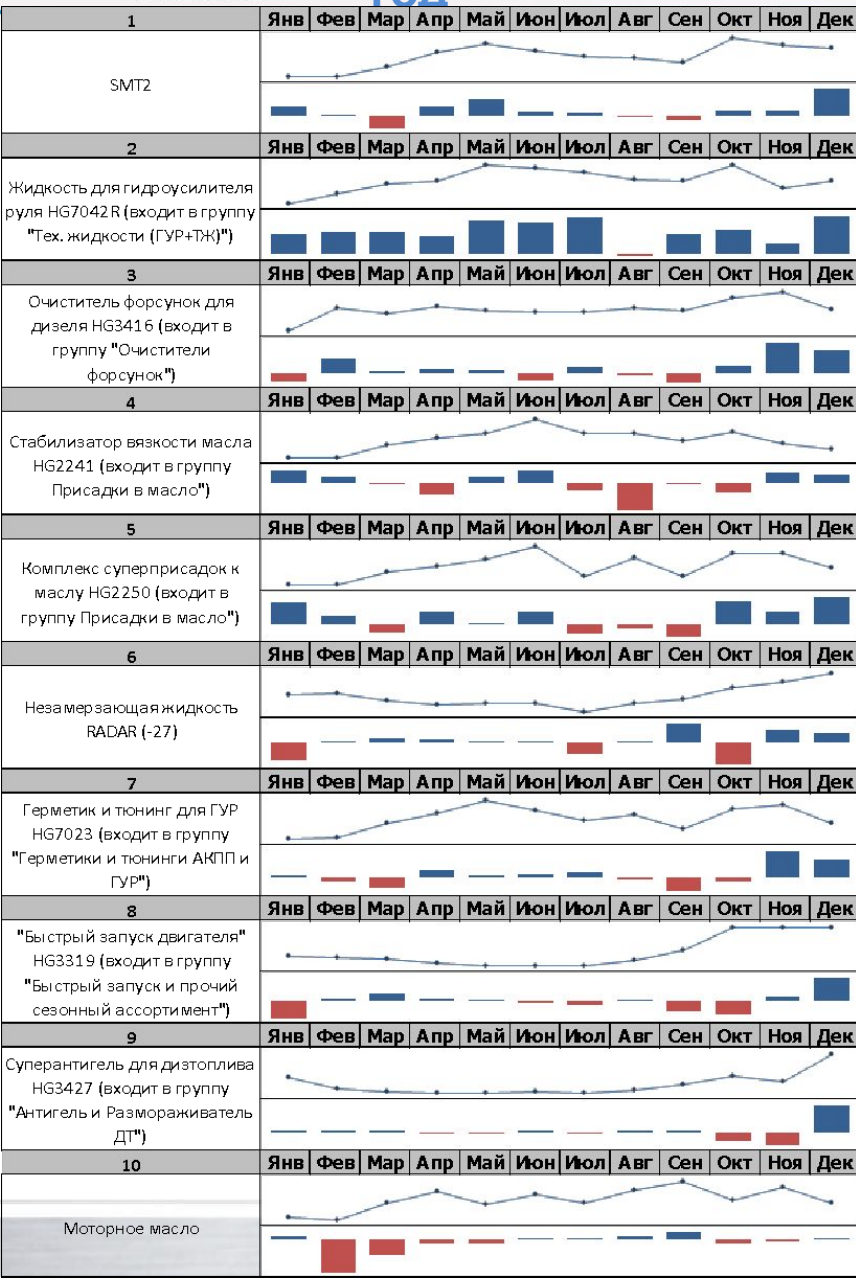 год
1 Янв Фев Мар Апр Май Июн Июл Авг Сен Окт Ноя Дек
SMT2
2 Янв Фев Мар Апр Май Июн Июл Авг Сен Окт Ноя Дек
Жидкость для гидроусилителя
руля HG7042R (входит в группу
"Тех. жидкости (ГУР+ТЖ)")
3 Янв Фев Мар Апр Май Июн Июл Авг Сен Окт Ноя Дек
Очиститель форсунок для
дизеля HG3416 (входит в
группу "Очистители
форсунок")
4 Янв Фев Мар Апр Май Июн Июл Авг Сен Окт Ноя Дек
Стабилизатор вязкости масла
HG2241 (входит в группу
Присадки в масло")
5 Янв Фев Мар Апр Май Июн Июл Авг Сен Окт Ноя Дек
Комплекс суперприсадок к
маслу HG2250 (входит в
группу Присадки в масло")
6 Янв Фев Мар Апр Май Июн Июл Авг Сен Окт Ноя Дек
Незамерзающая жидкость
RADAR (-27)
7 Янв Фев Мар Апр Май Июн Июл Авг Сен Окт Ноя Дек
Герметик и тюнинг для ГУР
HG7023 (входит в группу
"Герметики и тюнинги АКПП и
ГУР")
8 Янв Фев Мар Апр Май Июн Июл Авг Сен Окт Ноя Дек
"Быстрый запуск двигателя"
HG3319 (входит в группу
"Быстрый запуск и прочий
сезонный ассортимент")
9 Янв Фев Мар Апр Май Июн Июл Авг Сен Окт Ноя Дек
Суперантигель для дизтоплива
HG3427 (входит в группу
"Антигель и Размораживатель
ДТ")
10 Янв Фев Мар Апр Май Июн Июл Авг Сен Окт Ноя Дек
Моторное масло